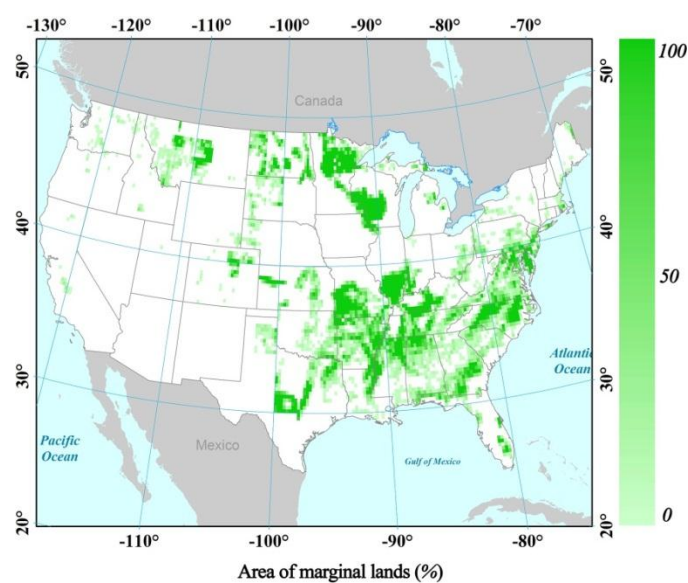 -130° -120° -110° -100° -90° -80° -70°
50° 50° 100
Canada
40° 40°
50
Atlantic
Ocean
30° 30°
Pacific
Ocean
Mexico
Gulf of Mexico
20° 20° 0
-110° -100° -90° -80°
Area of marginal lands (%)